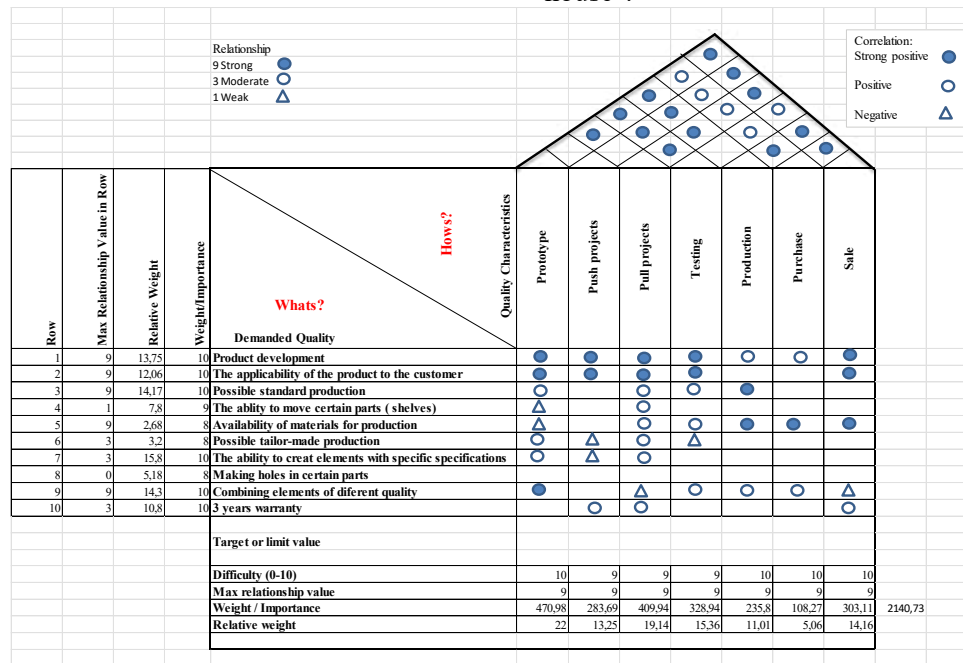 Relationship
9 Strong
3 Moderate
1 Weak
Correlation:
Strong positive
Positive
Negative
Row
Max Relationship Value in Row
Relative Weight
Weight/Importance
Whats?
Hows?
Demanded Quality
Quality Characteristics
Prototype
Push projects
Pull projects
Testing
Production
Purchase
Sale
1 9 13,75 10 Product development
2 9 12,06 10 The applicability of the product to the customer
3 9 14,17 10 Possible standard production
4 1 7,8 9 The ablty to move certain parts ( shelves)
5 9 2,68 8 Availability of materials for production
6 3 3,2 8 Possible tailor-made production
7 3 15,8 10 The ability to creat elements with specific specifications
8 0 5,18 8 Making holes in certain parts
9 9 14,3 10 Combining elements of diferent quality
10 3 10,8 10 3 years warranty
Target or limit value
Difficulty (0-10) 10 9 9 9 10 10 10
Max relationship value 9 9 9 9 9 9 9
Weight / Importance 470,98 283,69 409,94 328,94 235,8 108,27 303,11 2140,73
Relative weight 22 13,25 19,14 15,36 11,01 5,06 14,16